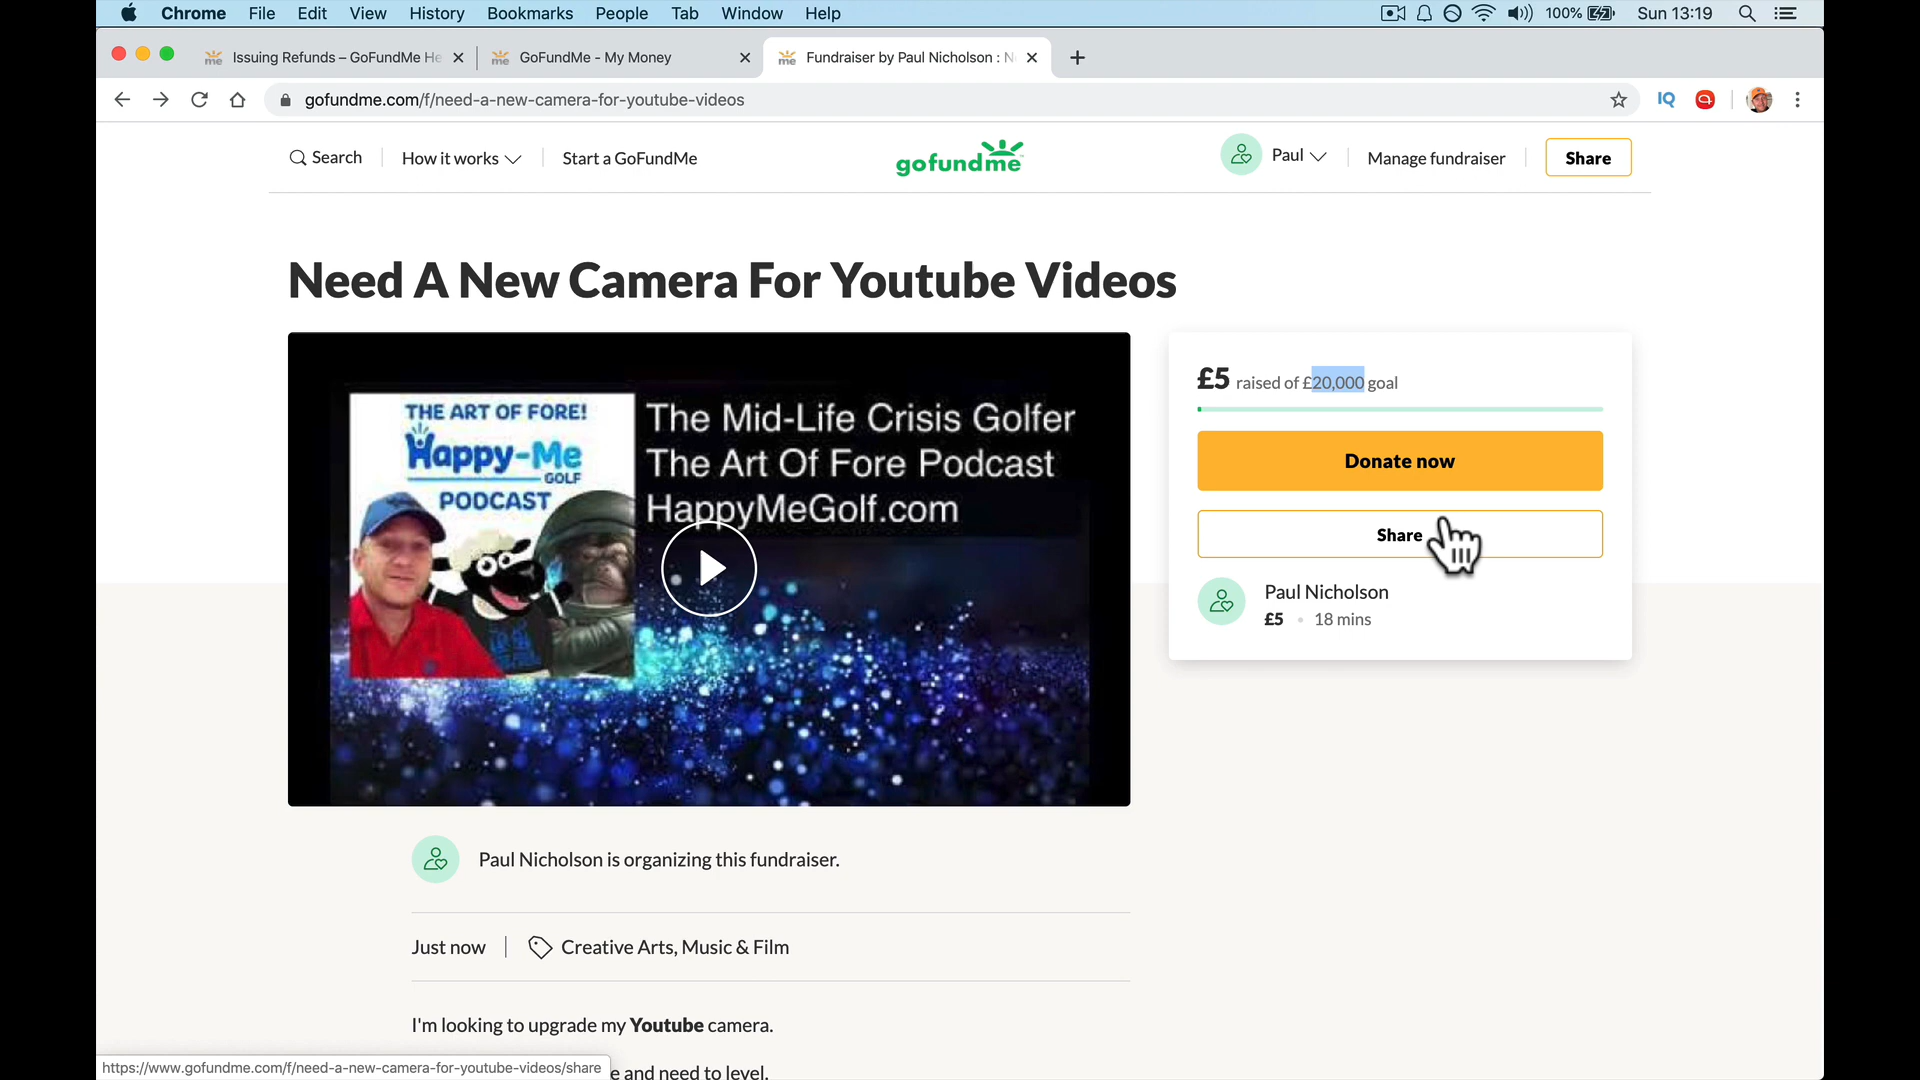 Chrome File Edit View History Bookmarks People Tab Window Help 100% Sun 13:19
Issuing Refunds – GoFundMe He GoFundMe - My Money Fundraiser by Paul Nicholson : N
gofundme.com/f/need-a-new-camera-for-youtube-videos IQ
Search How it works Start a GoFundMe gofundme Paul Manage fundraiser Share
Need A New Camera For Youtube Videos
THE ART OF FORE!
Happy-Me
GOLF
PODCAST
The Mid-Life Crisis Golfer
The Art Of Fore Podcast
HappyMeGolf.com
£5 raised of £20,000 goal
Donate now
Share
Paul Nicholson
£5 • 18 mins
Paul Nicholson is organizing this fundraiser.
Just now Creative Arts, Music & Film
I'm looking to upgrade my Youtube camera.
e and need to level.
https://www.gofundme.com/f/need-a-new-camera-for-youtube-videos/share